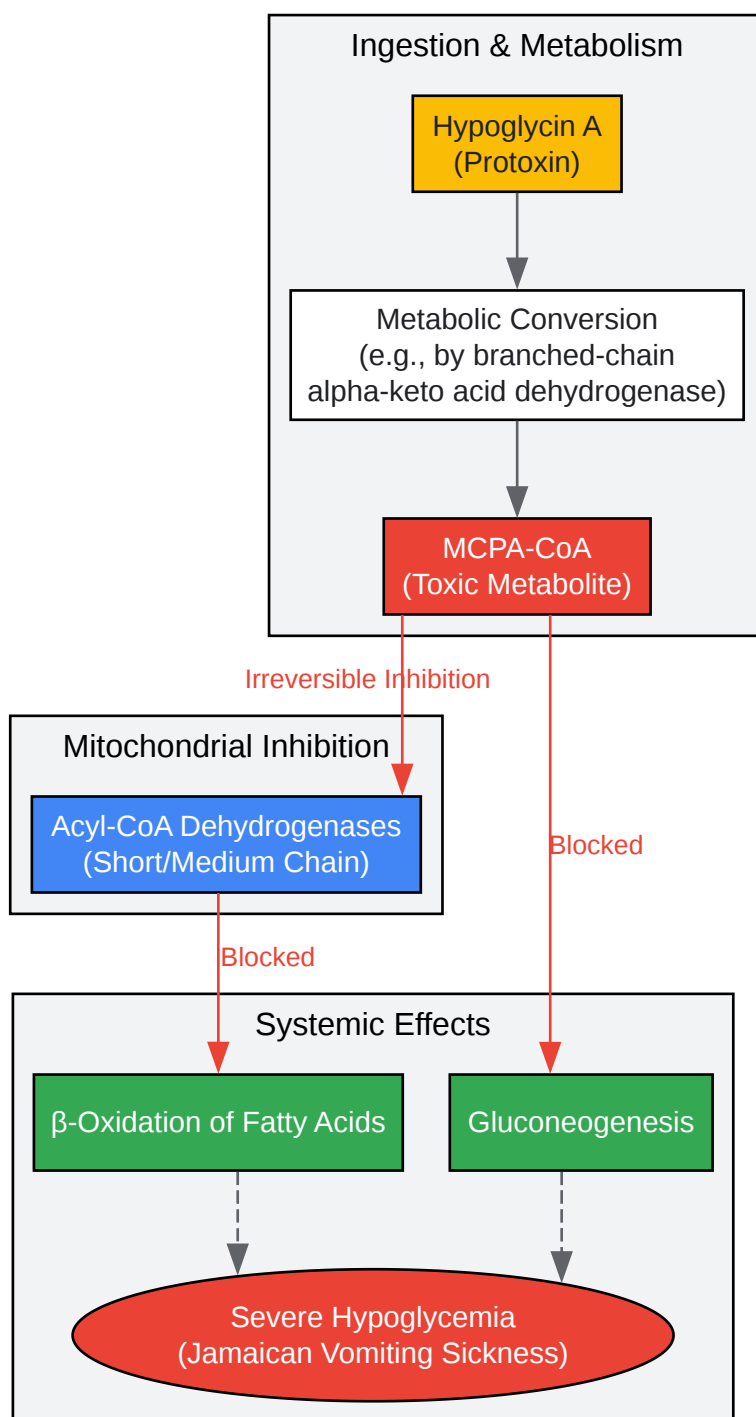 Ingestion & Metabolism
Hypoglycin A
(Protoxin)
Metabolic Conversion
(e.g., by branched-chain
alpha-keto acid dehydrogenase)
MCPA-CoA
(Toxic Metabolite)
Irreversible Inhibition
Mitochondrial Inhibition
Acyl-CoA Dehydrogenases
(Short/Medium Chain)
Blocked
Blocked
Systemic Effects
β-Oxidation of Fatty Acids
Gluconeogenesis
Severe Hypoglycemia
(Jamaican Vomiting Sickness)